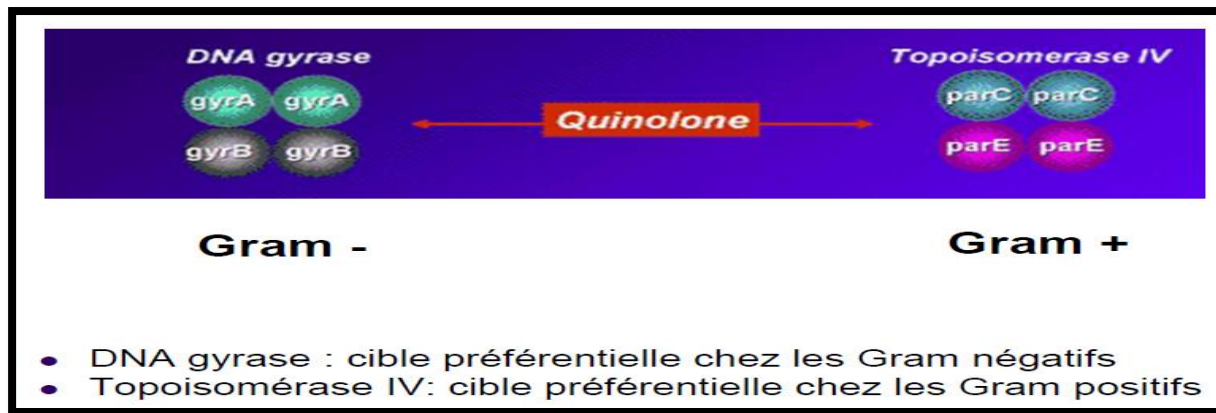 DNA gyrase Topoisomerase IV
gyrA gyrA parC parC
Quinolone
gyrB gyrB parE parE
Gram - Gram +
• DNA gyrase : cible préférentielle chez les Gram négatifs
• Topoisomérase IV: cible préférentielle chez les Gram positifs